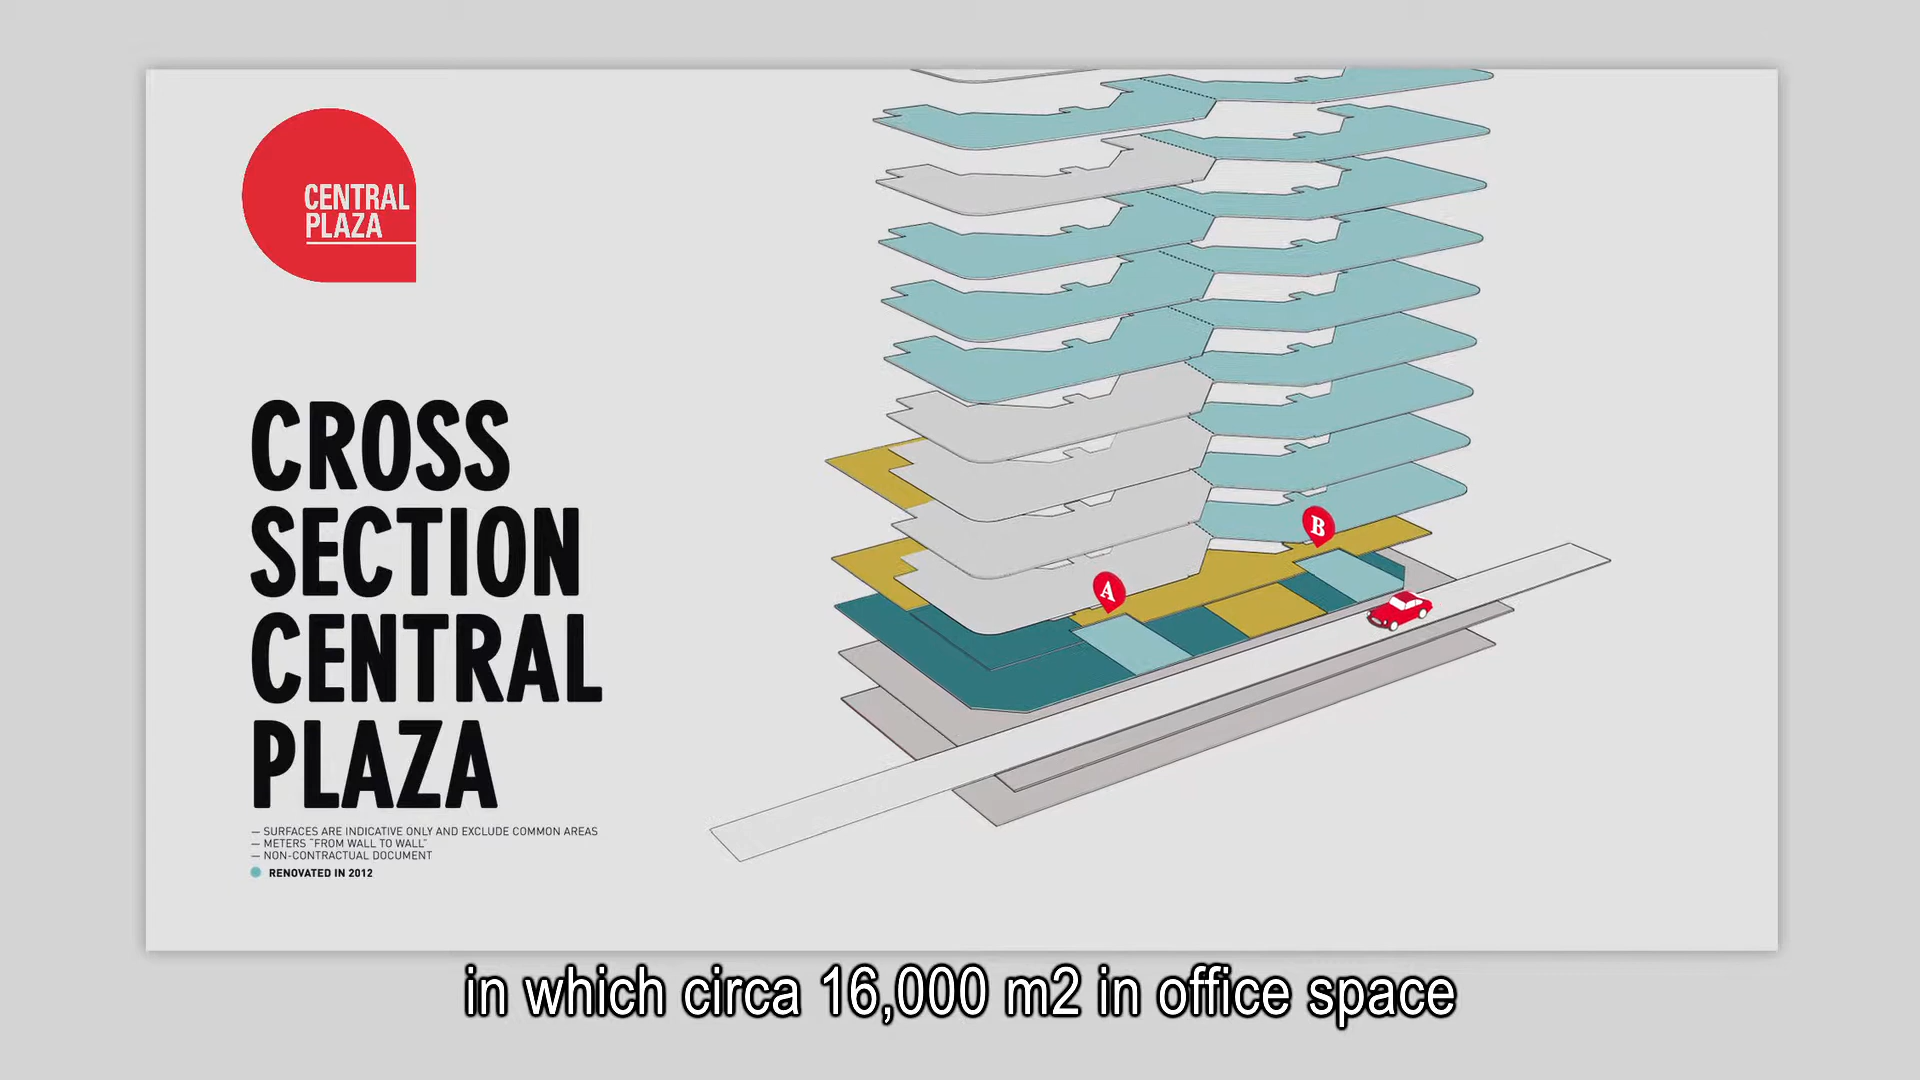 CENTRAL
PLAZA
CROSS
SECTION
CENTRAL
PLAZA
— SURFACES ARE INDICATIVE ONLY AND EXCLUDE COMMON AREAS
— METERS "FROM WALL TO WALL"
— NON-CONTRACTUAL DOCUMENT
RENOVATED IN 2012
B
A
in which circa 16,000 m2 in office space